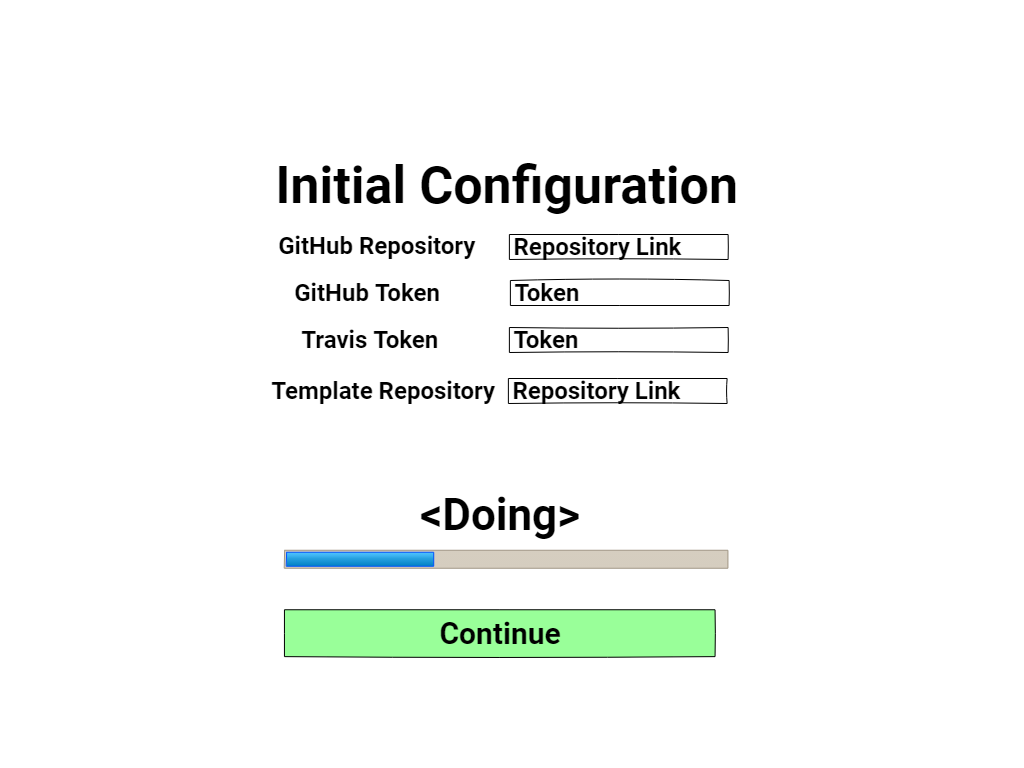 Initial Configuration
GitHub Repository Repository Link
GitHub Token Token
Travis Token Token
Template Repository Repository Link
<Doing>
Continue